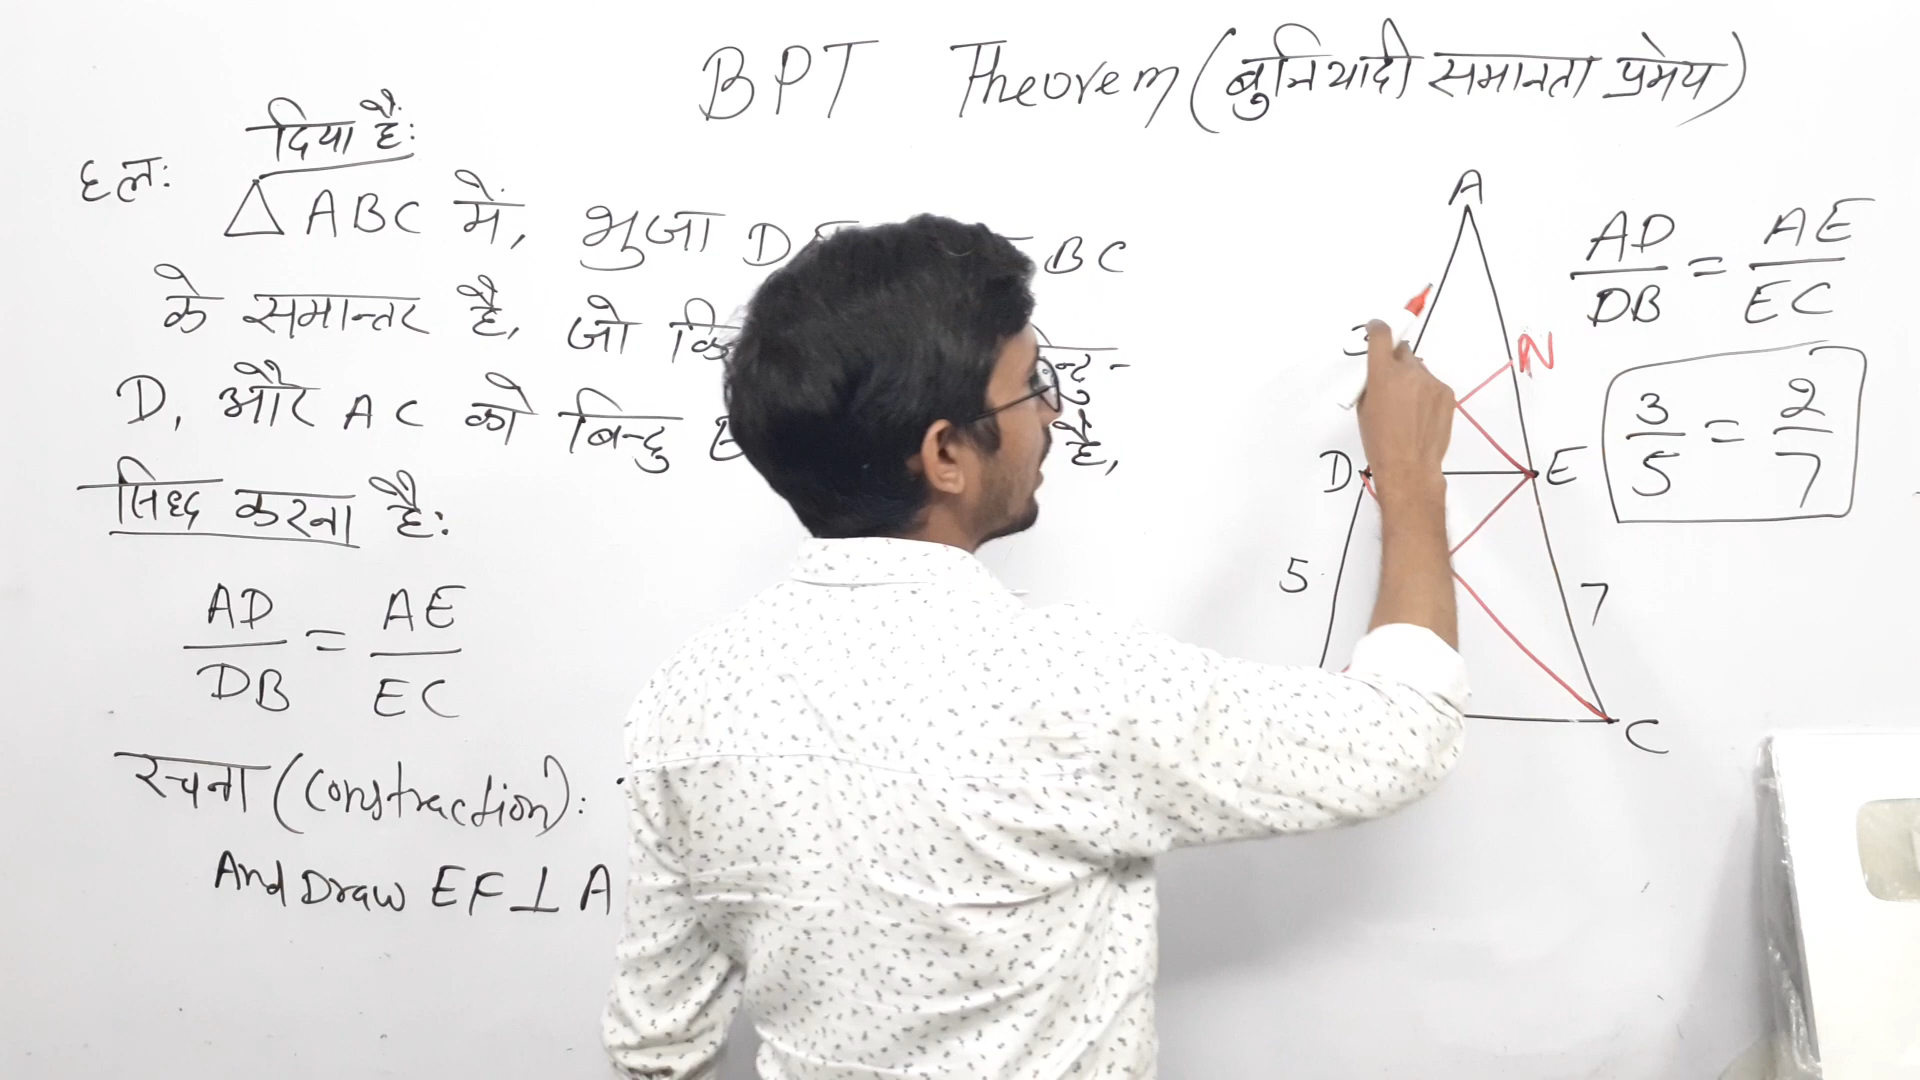 BPT Theorem (बुनियादी समानता प्रमेय)
दिया है:
हल:
△ABC में, भुजा D BC
के समान्तर है, जो
D, और AC को बिन्दु E है,
सिध्द करना है:
AD/DB = AE/EC
रचना (Constraction):
And Draw EF ⊥ A
A
AD/DB = AE/EC
N
3/5 = 2/7
D E
5
7
C